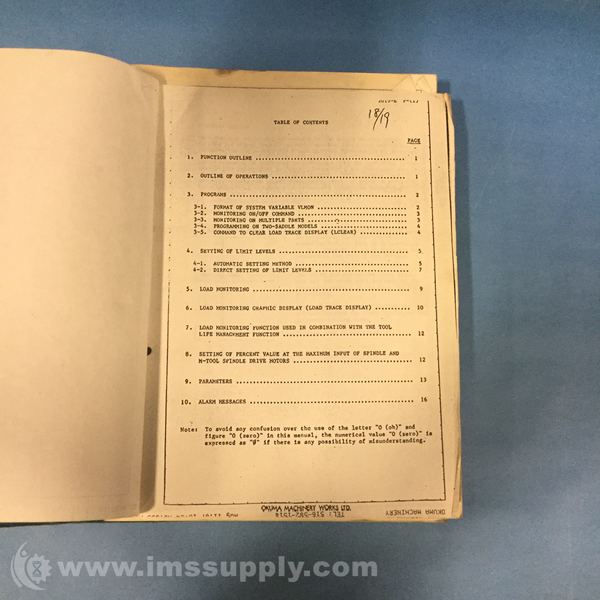 18/19
TABLE OF CONTENTS
PAGE
1. FUNCTION OUTLINE .......... 1
2. OUTLINE OF OPERATIONS .......... 1
3. PROGRAMS .......... 2
3-1. FORMAT OF SYSTEM VARIABLE VLMON .......... 2
3-2. MONITORING ON/OFF COMMAND .......... 3
3-3. MONITORING ON MULTIPLE PARTS .......... 3
3-4. PROGRAMMING ON TWO-SADDLE MODELS .......... 4
3-5. COMMAND TO CLEAR LOAD TRACE DISPLAY (LCLEAR) .......... 4
4. SETTING OF LIMIT LEVELS .......... 5
4-1. AUTOMATIC SETTING METHOD .......... 5
4-2. DIRECT SETTING OF LIMIT LEVELS .......... 7
5. LOAD MONITORING .......... 9
6. LOAD MONITORING GRAPHIC DISPLAY (LOAD TRACE DISPLAY) .......... 10
7. LOAD MONITORING FUNCTION USED IN COMBINATION WITH THE TOOL
LIFE MANAGEMENT FUNCTION .......... 12
8. SETTING OF PERCENT VALUE AT THE MAXIMUM INPUT OF SPINDLE AND
M-TOOL SPINDLE DRIVE MOTORS .......... 12
9. PARAMETERS .......... 13
10. ALARM MESSAGES .......... 16
Note: To avoid any confusion over the use of the letter "O (oh)" and
figure "0 (zero)" in this manual, the numerical value "0 (zero)" is
expressed as "Ø" if there is any possibility of misunderstanding.
OKUMA MACHINERY WORKS LTD.
OKUMA MACHINERY
© www.imssupply.com